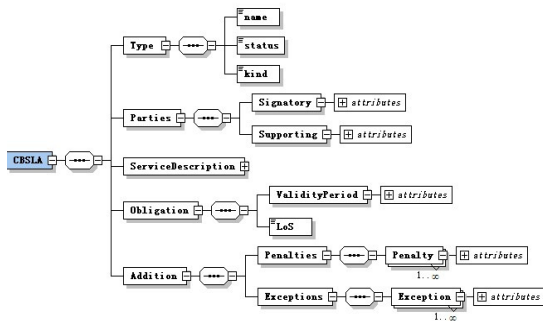 name
Type
status
kind
Signatory
attributes
Parties
Supporting
attributes
CBSLA
ServiceDescription
ValidityPeriod
attributes
Obligation
LoS
Penalties
Penalty
attributes
1..∞
Addition
Exceptions
Exception
attributes
1..∞